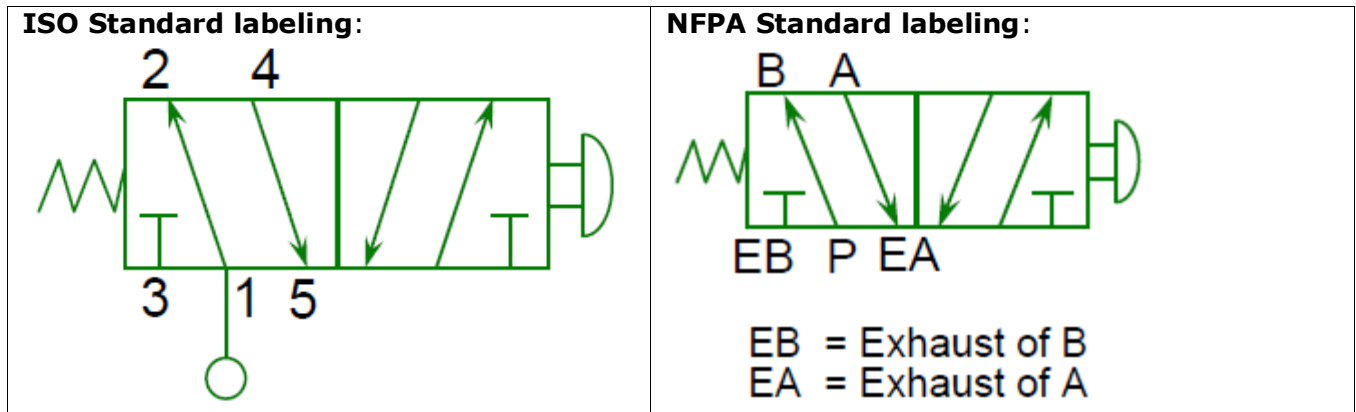 ISO Standard labeling:
2 4
3 1 5
NFPA Standard labeling:
B A
EB P EA
EB = Exhaust of B
EA = Exhaust of A